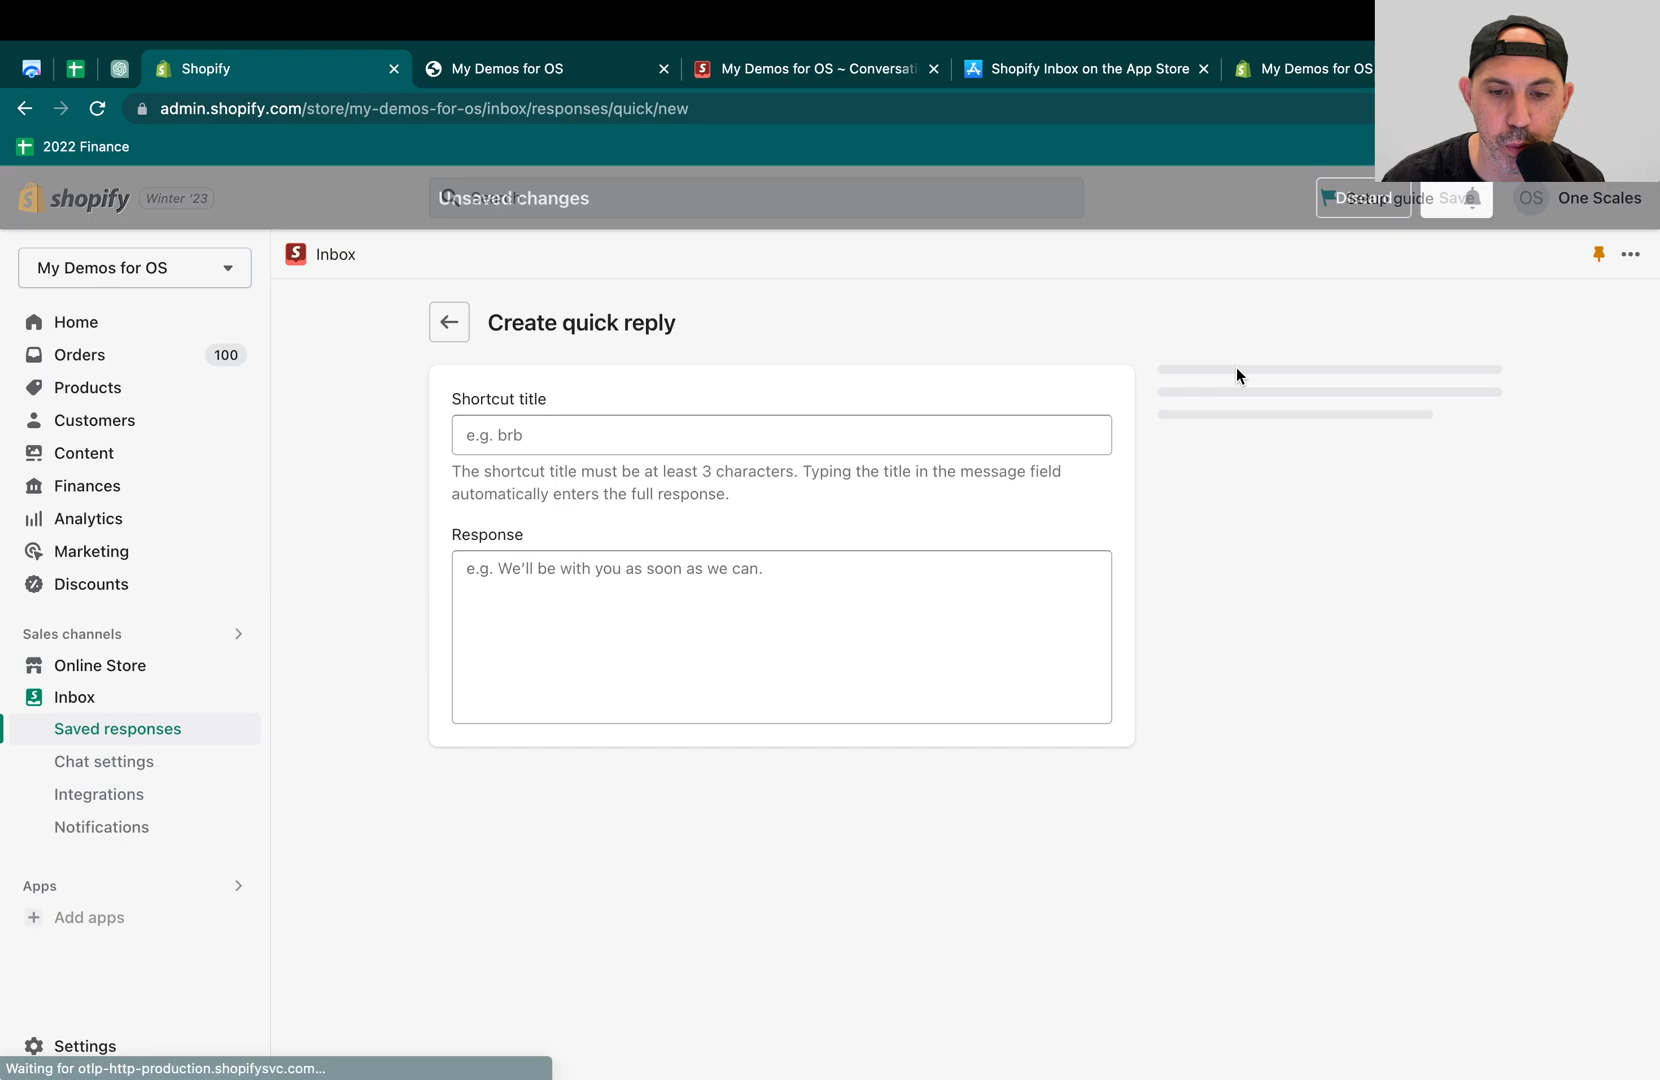 Shopify
My Demos for OS
My Demos for OS ~ Conversati
Shopify Inbox on the App Store
My Demos for OS
admin.shopify.com/store/my-demos-for-os/inbox/responses/quick/new
2022 Finance
shopify
Winter '23
Unsaved changes
Discard
Setup guide
Save
OS
One Scales
My Demos for OS
Inbox
Create quick reply
Home
Orders
100
Products
Customers
Content
Finances
Analytics
Marketing
Discounts
Sales channels
Online Store
Inbox
Saved responses
Chat settings
Integrations
Notifications
Apps
Add apps
Settings
Shortcut title
e.g. brb
The shortcut title must be at least 3 characters. Typing the title in the message field
automatically enters the full response.
Response
e.g. We’ll be with you as soon as we can.
Waiting for otlp-http-production.shopifysvc.com...